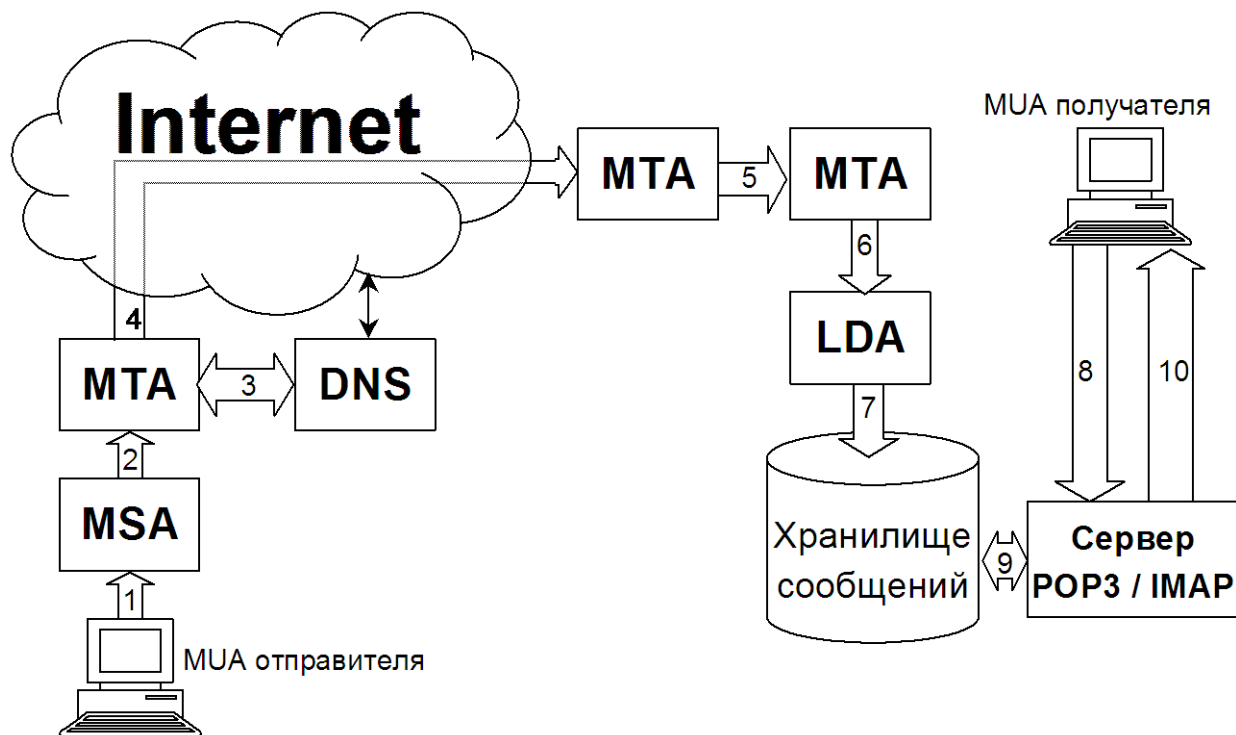 Internet
MUA получателя
MTA
5
MTA
6
4
LDA
MTA
3
DNS
8
10
7
2
MSA
Хранилище
сообщений
9
Сервер
POP3 / IMAP
1
MUA отправителя